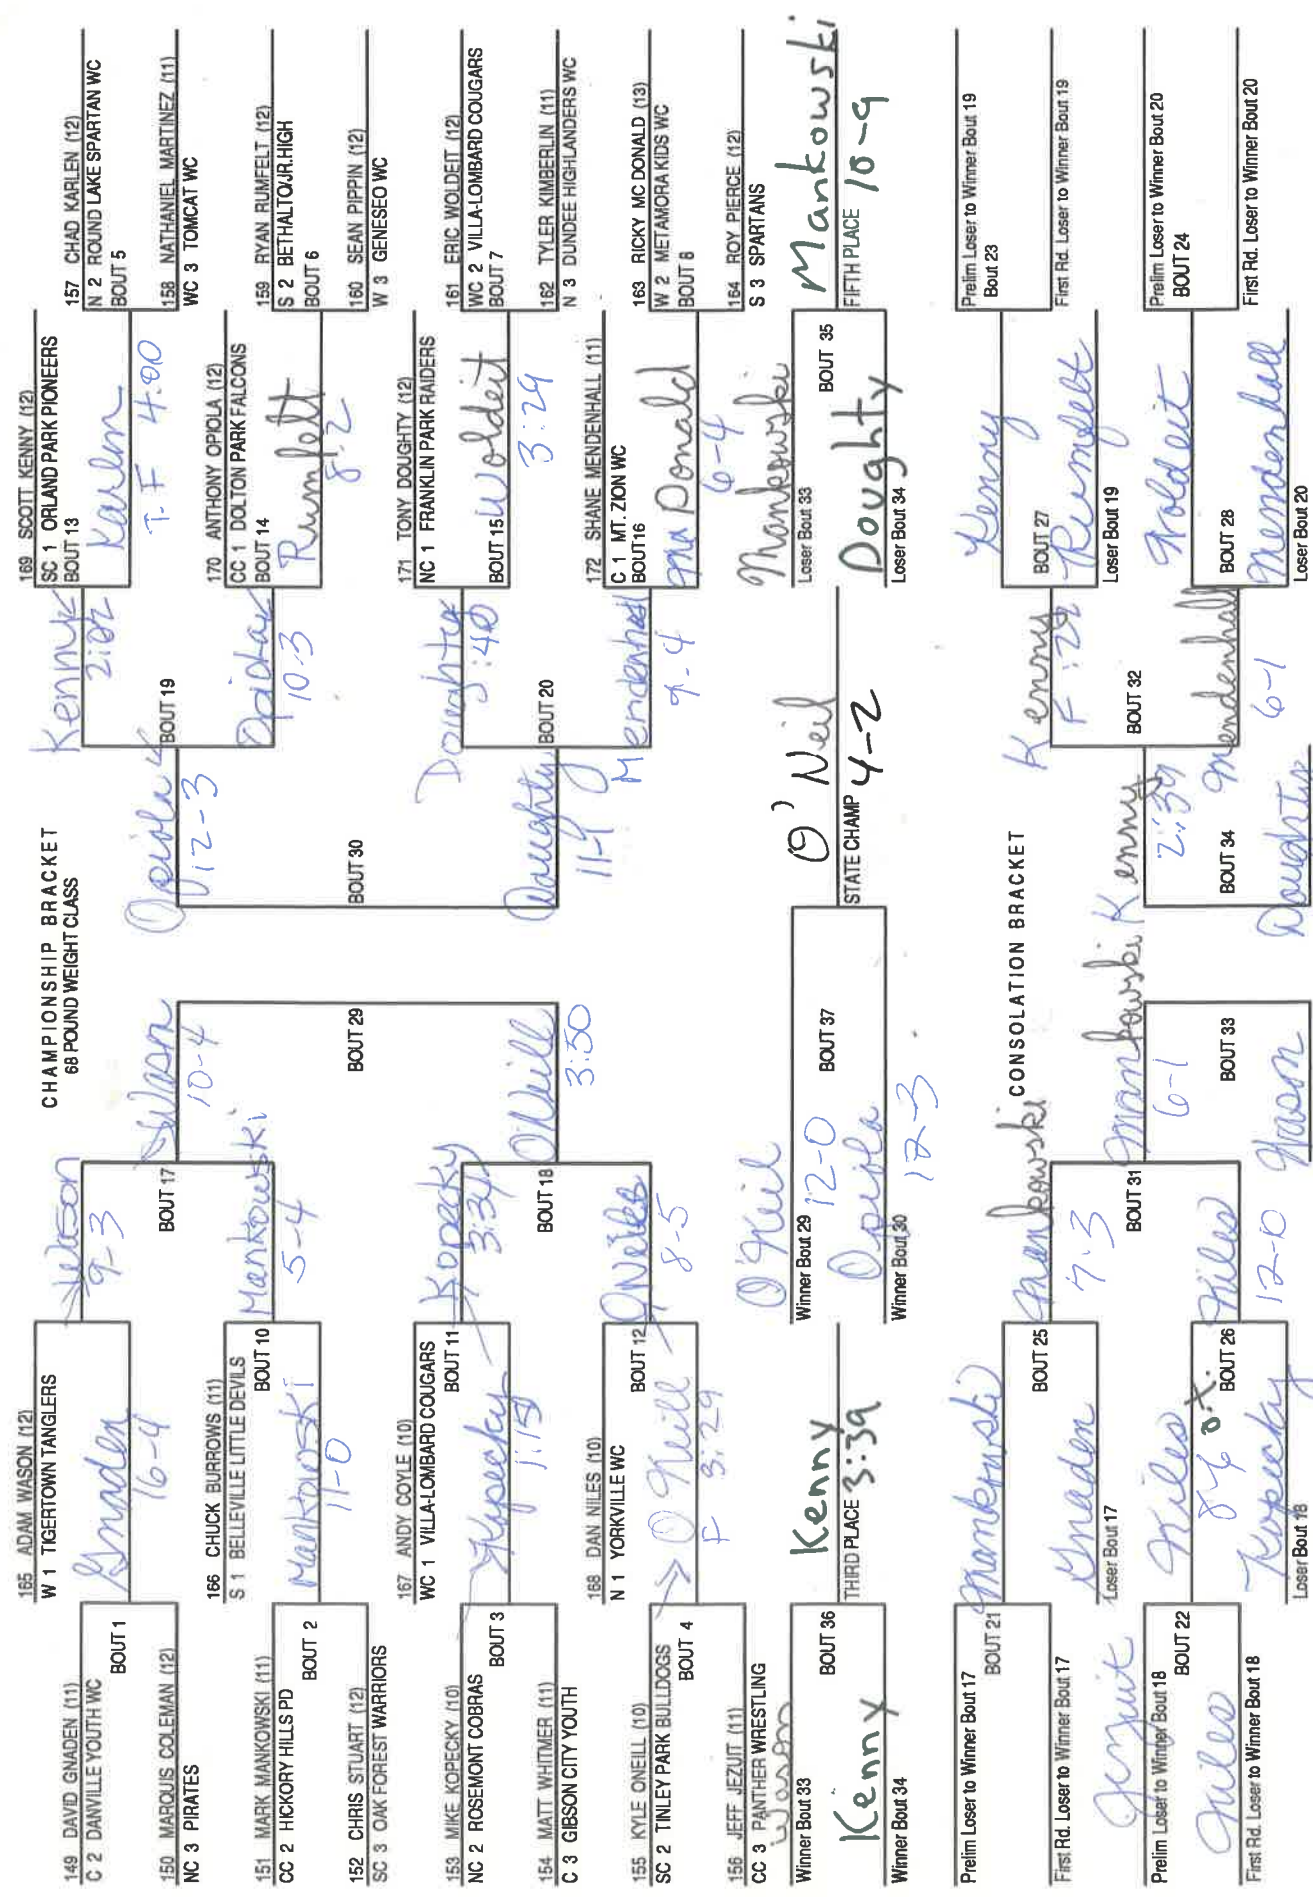 CHAMPIONSHIP BRACKET
68 POUND WEIGHT CLASS
149 DAVID GNADEN (11)
C 2 DANVILLE YOUTH WC
BOUT 1
150 MARQUIS COLEMAN (12)
NC 3 PIRATES
151 MARK MANKOWSKI (11)
CC 2 HICKORY HILLS PD
BOUT 2
152 CHRIS STUART (12)
SC 3 OAK FOREST WARRIORS
153 MIKE KOPECKY (10)
NC 2 ROSEMONT COBRAS
BOUT 3
154 MATT WHITMER (11)
C 3 GIBSON CITY YOUTH
155 KYLE ONEILL (10)
SC 2 TINLEY PARK BULLDOGS
BOUT 4
156 JEFF JEZUIT (11)
CC 3 PANTHER WRESTLING
165 ADAM WASON (12)
W 1 TIGERTOWN TANGLERS
Gnaden
16-4
166 CHUCK BURROWS (11)
S 1 BELLEVILLE LITTLE DEVILS
BOUT 10
Mankowski
11-0
167 ANDY COYLE (10)
WC 1 VILLA-LOMBARD COUGARS
BOUT 11
Kopecky
1:15
168 DAN NILES (10)
N 1 YORKVILLE WC
BOUT 12
O'Neill
F 3:29
Wason
9-3
BOUT 17
Mankowski
5-4
Kopecky
3:34
BOUT 18
ONeill
8-5
Wason
10-4
BOUT 29
ONeill
3:50
Opiola
12-3
BOUT 30
Doughty
11-9
Kenny
2:02
BOUT 19
Opiola
10-3
Doughty
:40
BOUT 20
Mendenhall
9-4
169 SCOTT KENNY (12)
SC 1 ORLAND PARK PIONEERS
BOUT 13
Karlen
T.F 4:00
170 ANTHONY OPIOLA (12)
CC 1 DOLTON PARK FALCONS
BOUT 14
Rumfelt
8-2
171 TONY DOUGHTY (12)
NC 1 FRANKLIN PARK RAIDERS
BOUT 15
Woldeit
3:29
172 SHANE MENDENHALL (11)
C 1 MT. ZION WC
BOUT16
Mc Donald
6-4
157 CHAD KARLEN (12)
N 2 ROUND LAKE SPARTAN WC
BOUT 5
158 NATHANIEL MARTINEZ (11)
WC 3 TOMCAT WC
159 RYAN RUMFELT (12)
S 2 BETHALTO/JR.HIGH
BOUT 6
160 SEAN PIPPIN (12)
W 3 GENESEO WC
161 ERIC WOLDEIT (12)
WC 2 VILLA-LOMBARD COUGARS
BOUT 7
162 TYLER KIMBERLIN (11)
N 3 DUNDEE HIGHLANDERS WC
163 RICKY MC DONALD (13)
W 2 METAMORA KIDS WC
BOUT 8
164 ROY PIERCE (12)
S 3 SPARTANS
Wason
Winner Bout 33
BOUT 36
Kenny
Winner Bout 34
Kenny
THIRD PLACE 3:39
O'Neil
Winner Bout 29
12-0
BOUT 37
Opiola
Winner Bout 30
12-3
O'Neil
STATE CHAMP 4-2
Mankowski
Loser Bout 33
BOUT 35
Doughty
Loser Bout 34
Mankowski
FIFTH PLACE 10-9
CONSOLATION BRACKET
Prelim Loser to Winner Bout 17
BOUT 21
First Rd. Loser to Winner Bout 17
Jezuit
Prelim Loser to Winner Bout 18
BOUT 22
Niles
First Rd. Loser to Winner Bout 18
Mankowski
BOUT 25
Gnaden
Loser Bout 17
Niles
8-6 o.t.
BOUT 26
Kopecky
Loser Bout 18
Mankowski
7-3
BOUT 31
Niles
12-0
Mankowski
6-1
BOUT 33
Wason
Kenny
2:39
BOUT 34
Doughty
Kenny
F :22
BOUT 32
Mendenhall
6-1
Kenny
BOUT 27
Rumfelt
Loser Bout 19
Woldeit
BOUT 28
Mendenhall
Loser Bout 20
Prelim Loser to Winner Bout 19
Bout 23
First Rd. Loser to Winner Bout 19
Prelim Loser to Winner Bout 20
BOUT 24
First Rd. Loser to Winner Bout 20